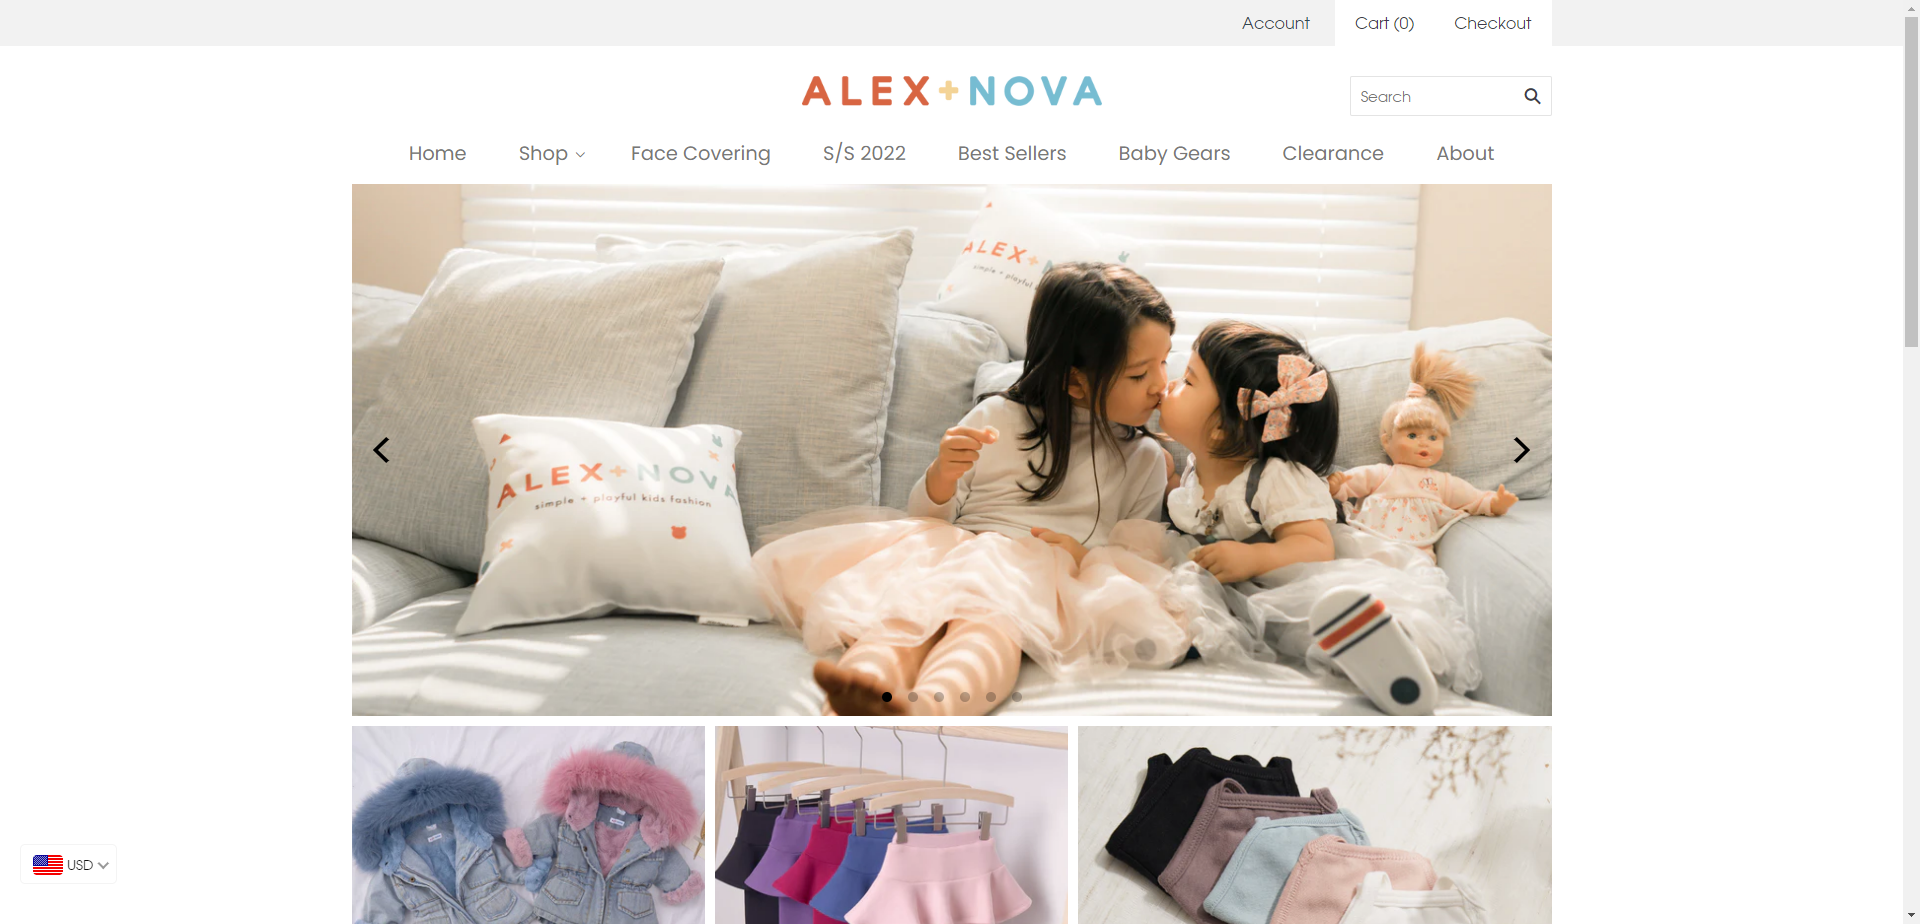 Account
Cart (0)
Checkout
ALEX+NOVA
Search
Home
Shop
Face Covering
S/S 2022
Best Sellers
Baby Gears
Clearance
About
ALEX+N
simple + playful
ALEX+NOVA
simple + playful kids fashion
USD